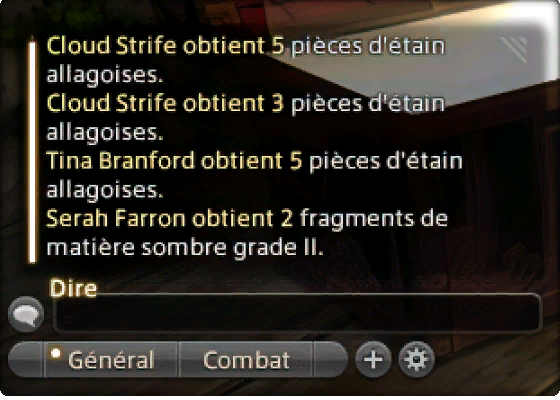 Cloud Strife obtient 5 pièces d'étain
allagoises.
Cloud Strife obtient 3 pièces d'étain
allagoises.
Tina Branford obtient 5 pièces d'étain
allagoises.
Serah Farron obtient 2 fragments de
matière sombre grade II.
Dire
Général Combat